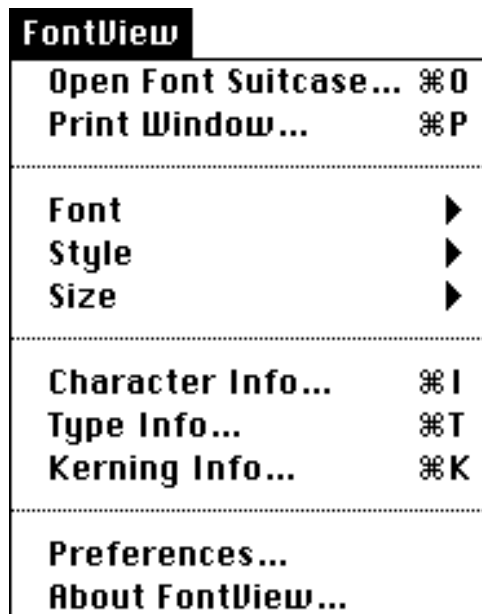 FontView
Open Font Suitcase... ⌘O
Print Window... ⌘P
Font
Style
Size
Character Info... ⌘I
Type Info... ⌘T
Kerning Info... ⌘K
Preferences...
About FontView...